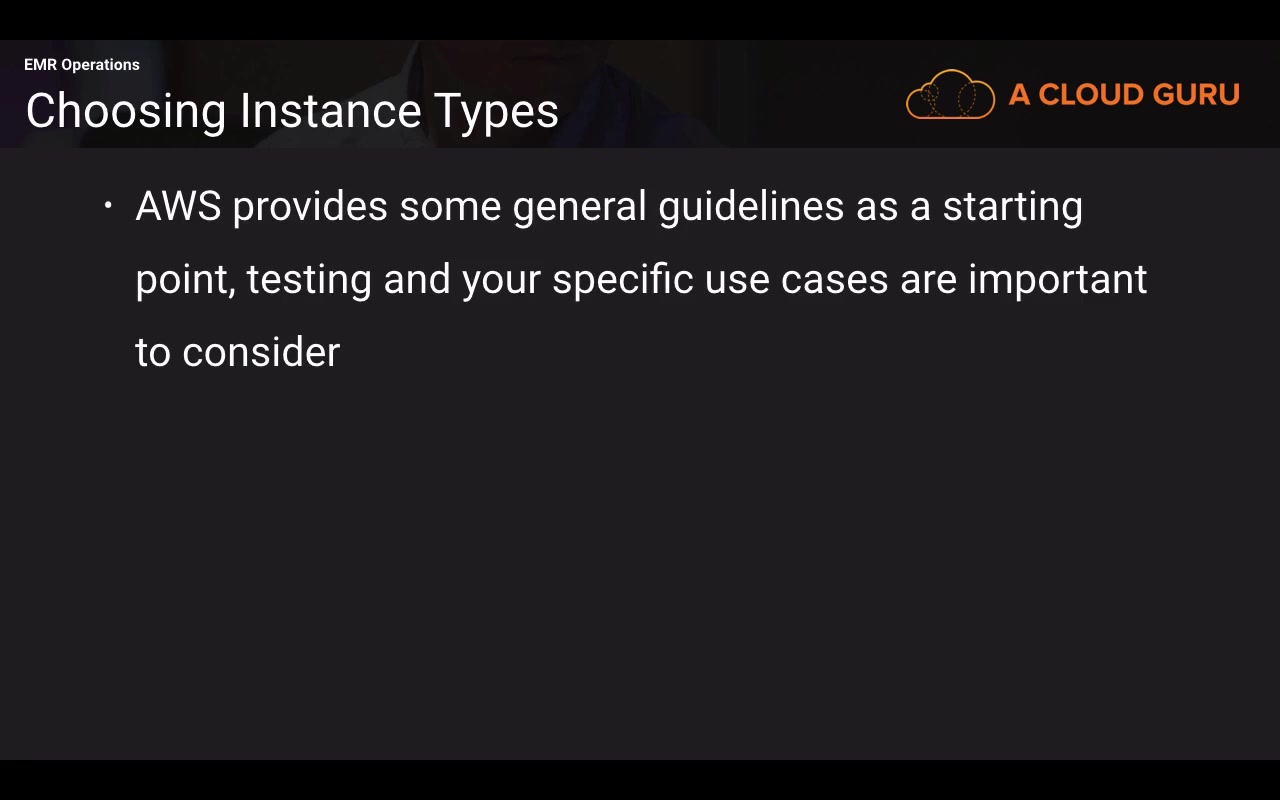 EMR Operations
Choosing Instance Types
A CLOUD GURU
• AWS provides some general guidelines as a starting
point, testing and your specific use cases are important
to consider